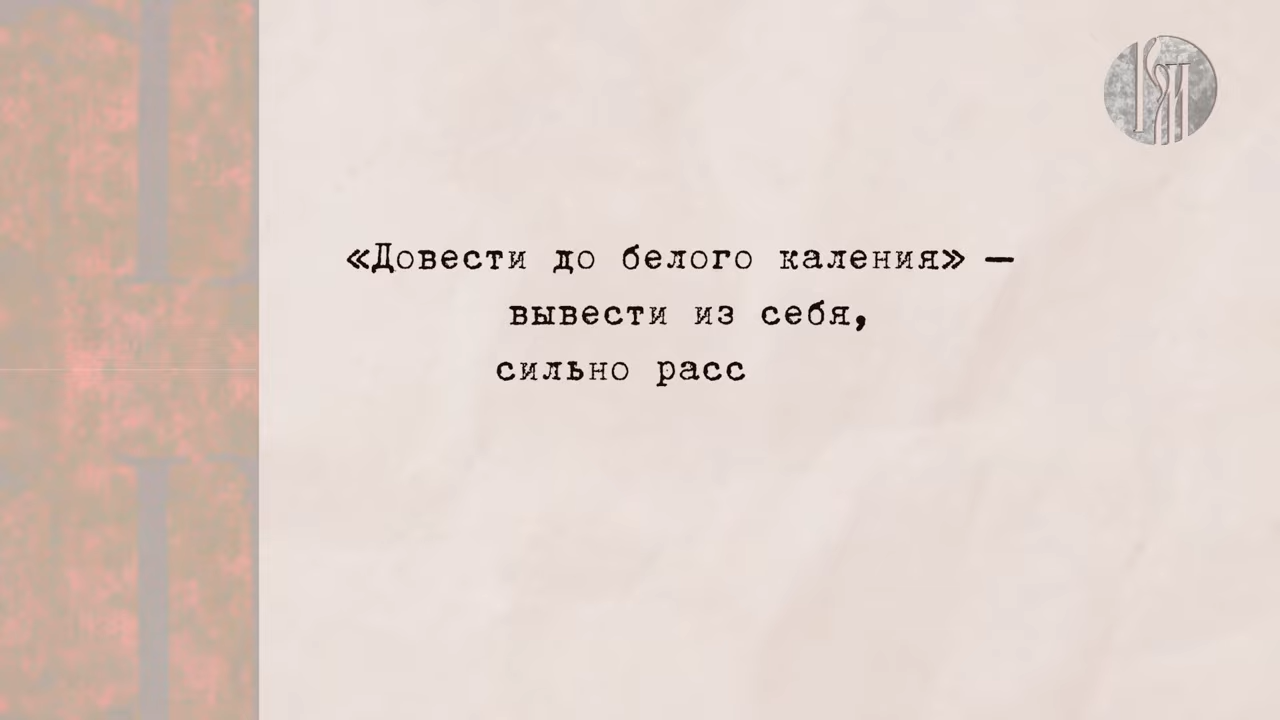 «Довести до белого каления» —
вывести из себя,
сильно расс